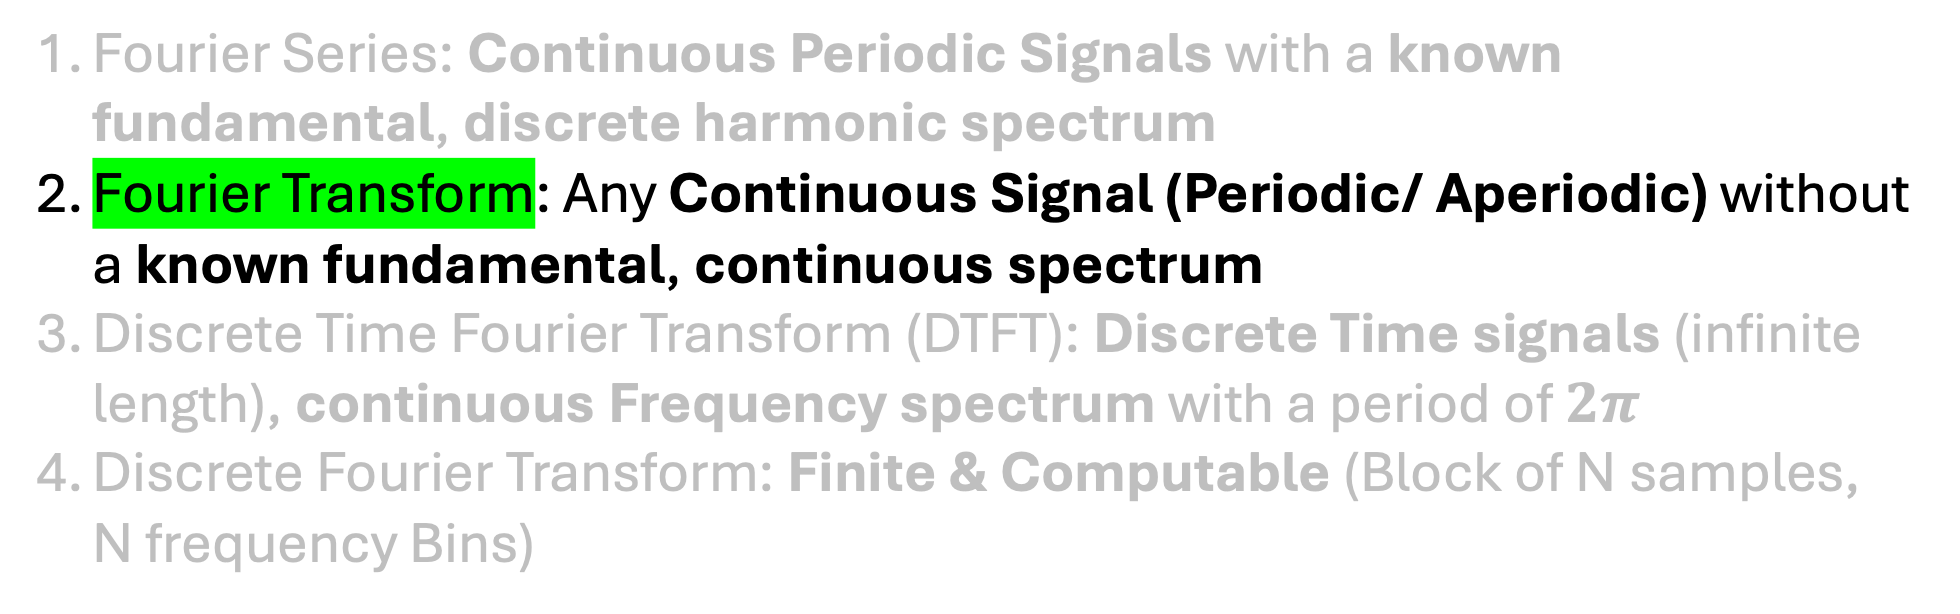 1. Fourier Series: Continuous Periodic Signals with a known
fundamental, discrete harmonic spectrum
2. Fourier Transform: Any Continuous Signal (Periodic/ Aperiodic) without
a known fundamental, continuous spectrum
3. Discrete Time Fourier Transform (DTFT): Discrete Time signals (infinite
length), continuous Frequency spectrum with a period of 2π
4. Discrete Fourier Transform: Finite & Computable (Block of N samples,
N frequency Bins)